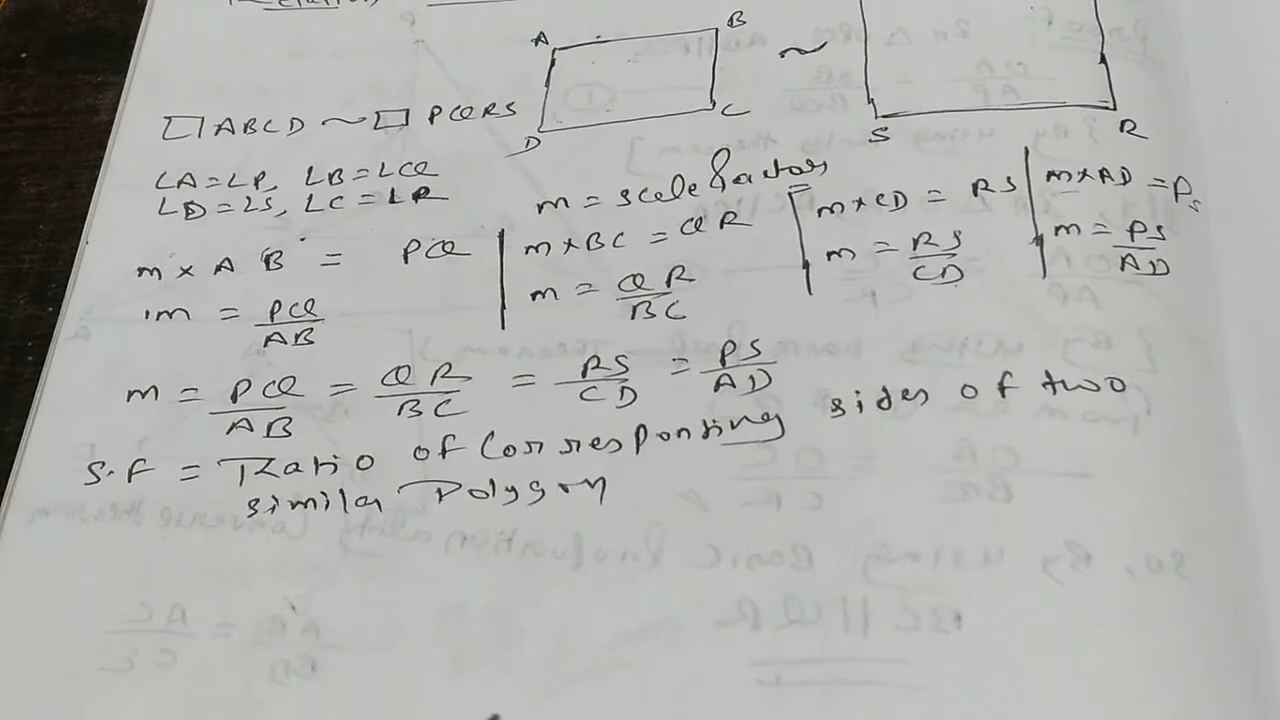 A B
~
□ABCD ~ □ PQRS
D C
S R
∠A=∠P, ∠B=∠Q
∠D=∠S, ∠C=∠R
m = scale factor
m × A B = PQ | m × BC = QR | m × CD = RS | m × AD = PS
m = PQ/AB | m = QR/BC | m = RS/CD | m = PS/AD
m = PQ/AB = QR/BC = RS/CD = PS/AD
S.F = Ratio of Corresponding sides of two
similar Polygon